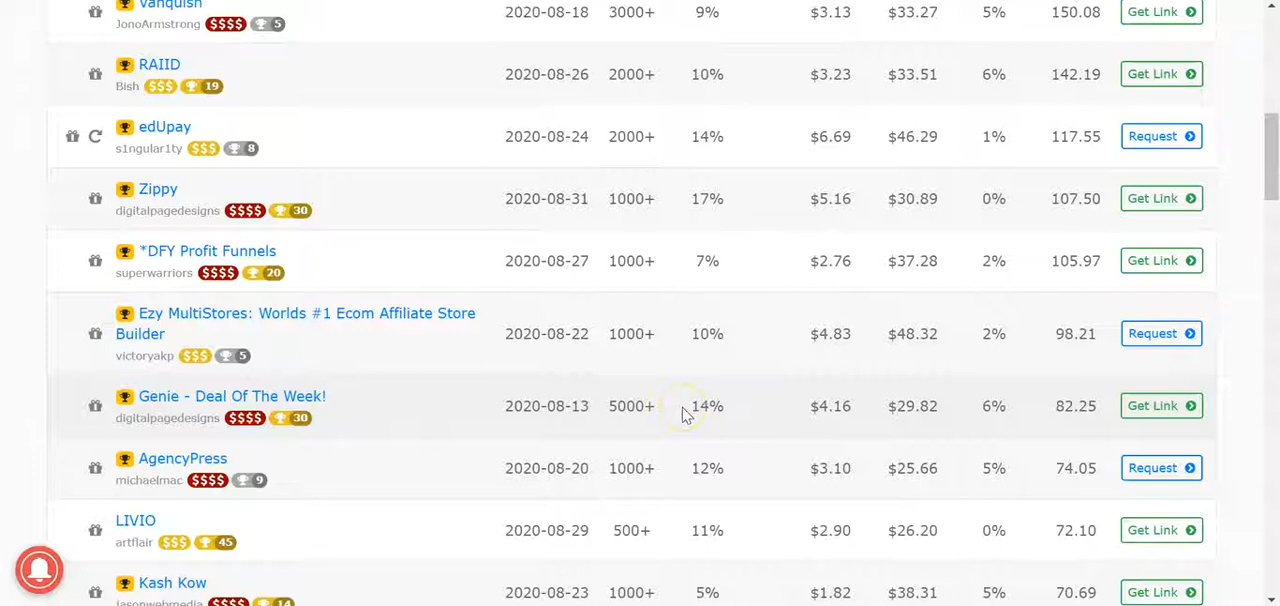 Vanquish
JonoArmstrong $$$$ 5 2020-08-18 3000+ 9% $3.13 $33.27 5% 150.08 Get Link
RAIID
Bish $$$ 19 2020-08-26 2000+ 10% $3.23 $33.51 6% 142.19 Get Link
edUpay
s1ngular1ty $$$ 8 2020-08-24 2000+ 14% $6.69 $46.29 1% 117.55 Request
Zippy
digitalpagedesigns $$$$ 30 2020-08-31 1000+ 17% $5.16 $30.89 0% 107.50 Get Link
*DFY Profit Funnels
superwarriors $$$$ 20 2020-08-27 1000+ 7% $2.76 $37.28 2% 105.97 Get Link
Ezy MultiStores: Worlds #1 Ecom Affiliate Store
Builder 2020-08-22 1000+ 10% $4.83 $48.32 2% 98.21 Request
victoryakp $$$ 5
Genie - Deal Of The Week!
digitalpagedesigns $$$$ 30 2020-08-13 5000+ 14% $4.16 $29.82 6% 82.25 Get Link
AgencyPress
michaelmac $$$$ 9 2020-08-20 1000+ 12% $3.10 $25.66 5% 74.05 Request
LIVIO
artflair $$$ 45 2020-08-29 500+ 11% $2.90 $26.20 0% 72.10 Get Link
Kash Kow
jasonwebmedia $$$$ 14 2020-08-23 1000+ 5% $1.82 $38.31 5% 70.69 Get Link